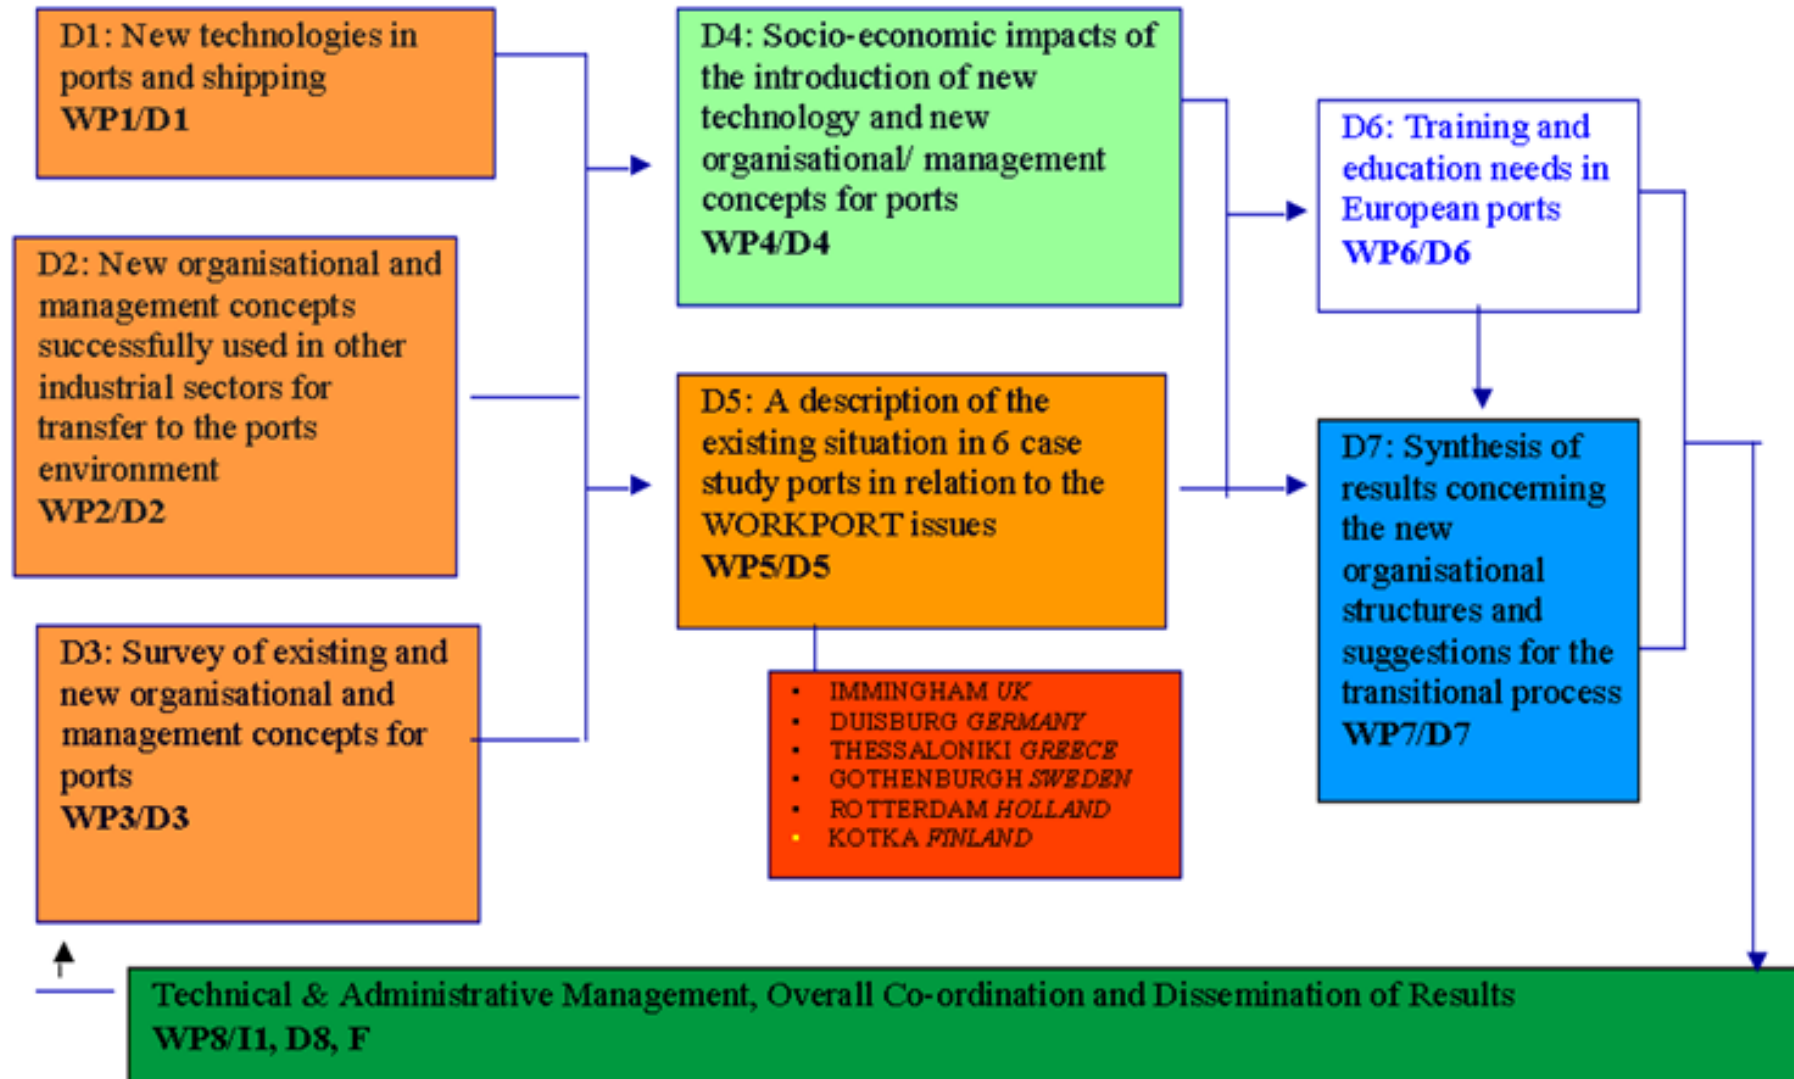 D1: New technologies in
ports and shipping
WP1/D1
D2: New organisational and
management concepts
successfully used in other
industrial sectors for
transfer to the ports
environment
WP2/D2
D3: Survey of existing and
new organisational and
management concepts for
ports
WP3/D3
D4: Socio-economic impacts of
the introduction of new
technology and new
organisational/ management
concepts for ports
WP4/D4
D5: A description of the
existing situation in 6 case
study ports in relation to the
WORKPORT issues
WP5/D5
▪ IMMINGHAM UK
▪ DUISBURG GERMANY
▪ THESSALONIKI GREECE
▪ GOTHENBURGH SWEDEN
▪ ROTTERDAM HOLLAND
▪ KOTKA FINLAND
D6: Training and
education needs in
European ports
WP6/D6
D7: Synthesis of
results concerning
the new
organisational
structures and
suggestions for the
transitional process
WP7/D7
Technical & Administrative Management, Overall Co-ordination and Dissemination of Results
WP8/I1, D8, F